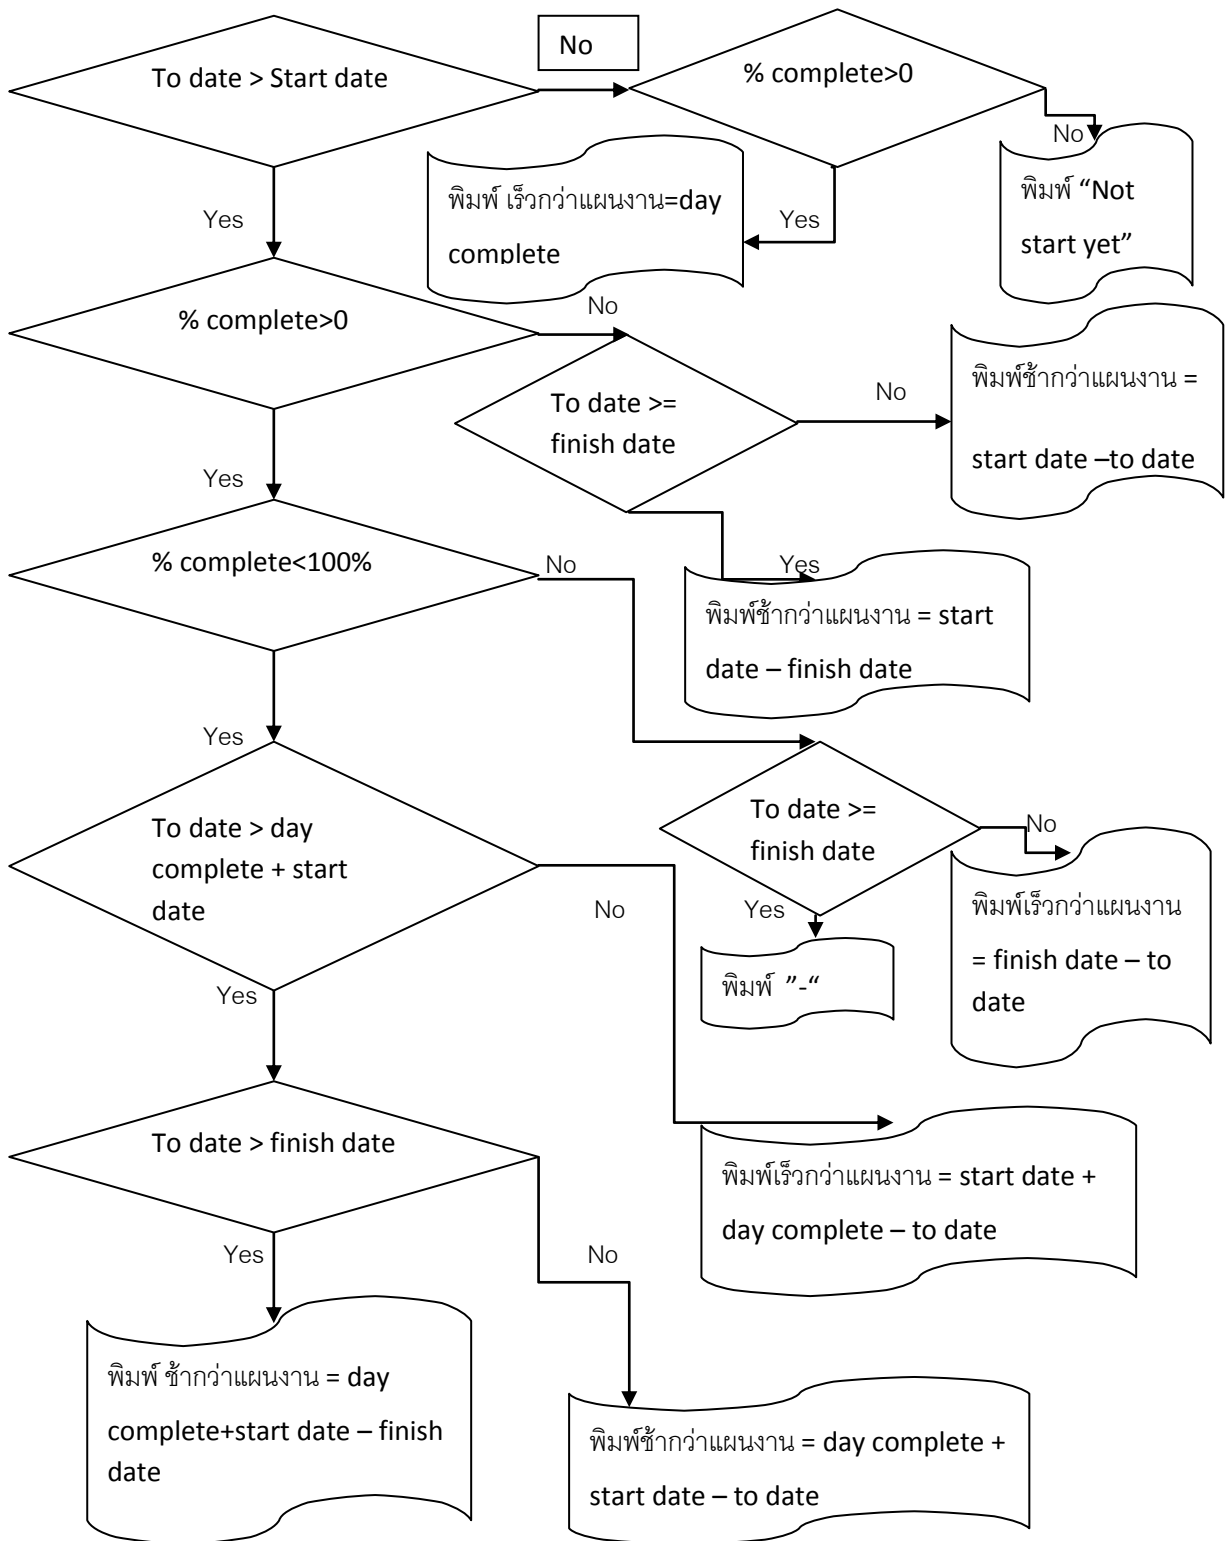 No
To date > Start date
% complete>0
No
พิมพ์ เร็วกว่าแผนงาน=day
complete
Yes
พิมพ์ “Not
start yet”
Yes
% complete>0
No
พิมพ์ช้ากว่าแผนงาน =
start date –to date
To date >=
finish date
No
Yes
% complete<100%
No
Yes
พิมพ์ช้ากว่าแผนงาน = start
date – finish date
Yes
To date > day
complete + start
date
To date >=
finish date
No
No
Yes
พิมพ์เร็วกว่าแผนงาน
= finish date – to
date
พิมพ์ ”-“
Yes
To date > finish date
พิมพ์เร็วกว่าแผนงาน = start date +
day complete – to date
Yes
No
พิมพ์ ช้ากว่าแผนงาน = day
complete+start date – finish
date
พิมพ์ช้ากว่าแผนงาน = day complete +
start date – to date